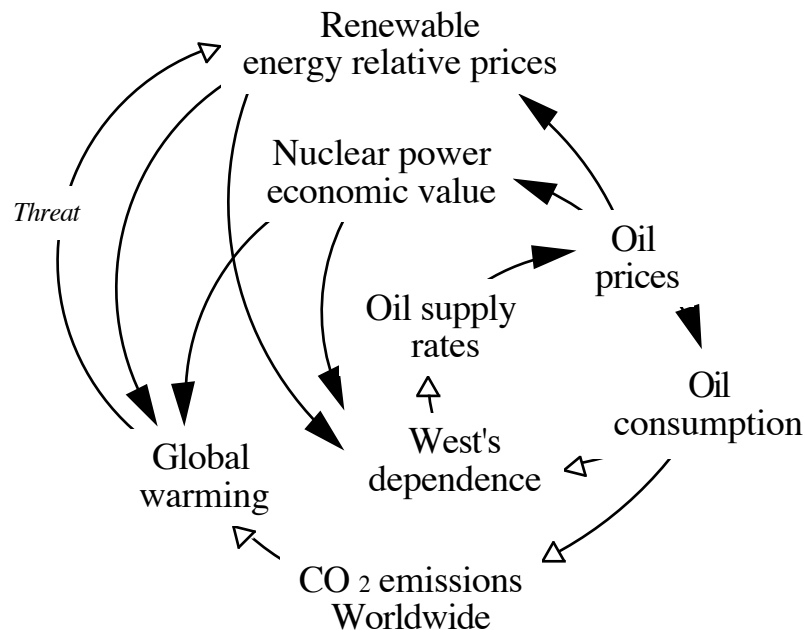 Renewable
energy relative prices
Nuclear power
economic value
Threat
Oil
prices
Oil supply
rates
Oil
consumption
West's
dependence
Global
warming
CO 2 emissions
Worldwide